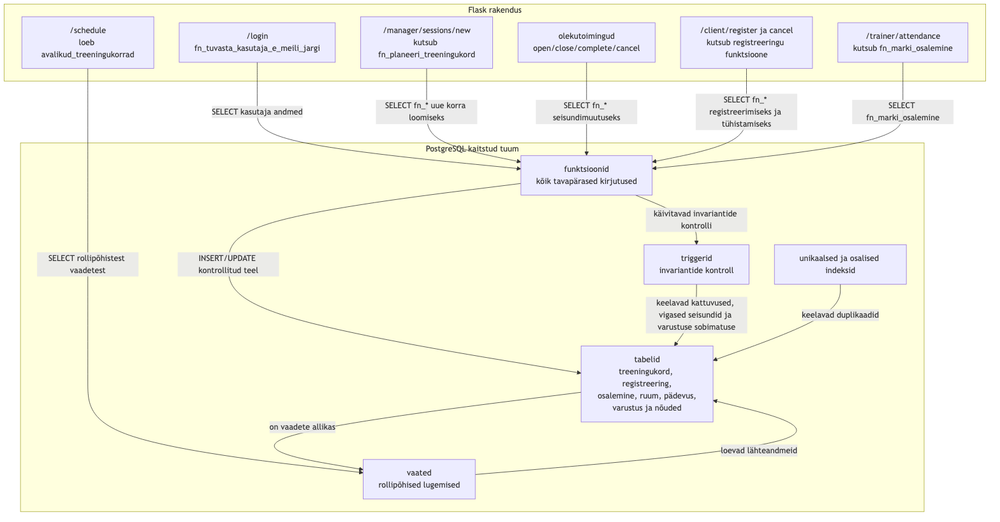 Flask rakendus
/schedule
loeb
avalikud_treeningukorrad
/login
fn_tuvasta_kasutaja_e_meili_jargi
/manager/sessions/new
kutsub
fn_planeeri_treeningukord
olekutoimingud
open/close/complete/cancel
/client/register ja cancel
kutsub registreeringu
funktsioone
/trainer/attendance
kutsub fn_marki_osalemine
SELECT kasutaja andmed
SELECT fn_* uue korra
loomiseks
SELECT fn_*
seisundimuutuseks
SELECT fn_*
registreerimiseks ja
tühistamiseks
SELECT
fn_marki_osalemine
PostgreSQL kaitstud tuum
funktsioonid
kõik tavapärased kirjutused
käivitavad invariantide
kontrolli
SELECT rollipõhistest
vaadetest
INSERT/UPDATE
kontrollitud teel
triggerid
invariantide kontroll
unikaalsed ja osalised
indeksid
keelavad kattuvused,
vigased seisundid ja
varustuse sobimatuse
keelavad duplikaadid
tabelid
treeningukord,
registreering,
osalemine, ruum, pädevus,
varustus ja nõuded
on vaadete allikas
loevad lähteandmeid
vaated
rollipõhised lugemised